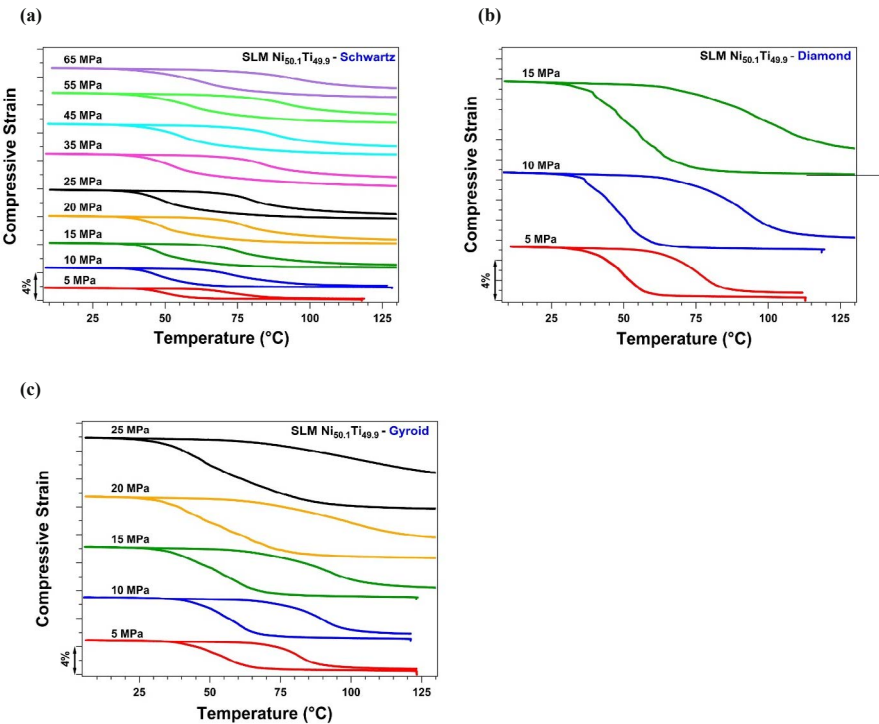 (a)
SLM Ni50.1Ti49.9 - Schwartz
65 MPa
55 MPa
45 MPa
35 MPa
25 MPa
20 MPa
15 MPa
10 MPa
5 MPa
4%
Compressive Strain
25 50 75 100 125
Temperature (°C)
(b)
SLM Ni50.1Ti49.9 - Diamond
15 MPa
10 MPa
5 MPa
4%
Compressive Strain
25 50 75 100 125
Temperature (°C)
(c)
SLM Ni50.1Ti49.9 - Gyroid
25 MPa
20 MPa
15 MPa
10 MPa
5 MPa
4%
Compressive Strain
25 50 75 100 125
Temperature (°C)